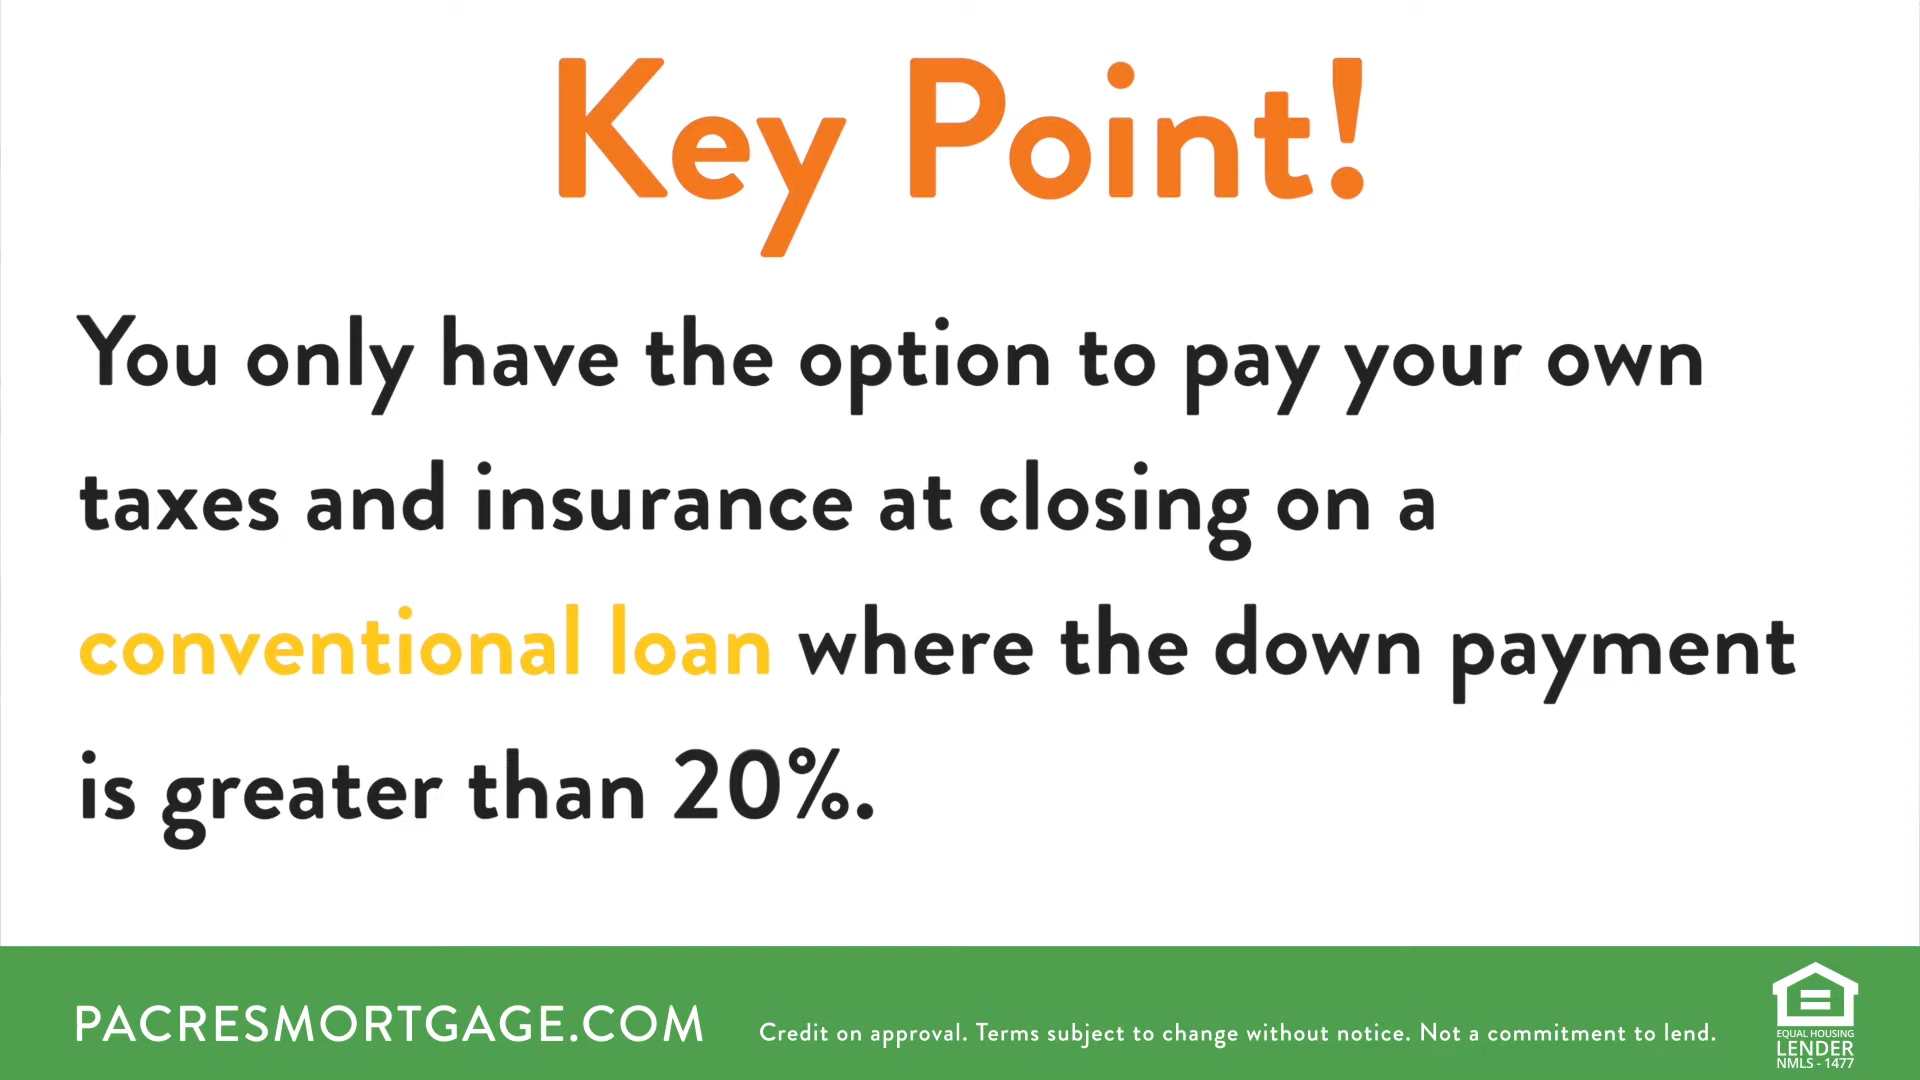 Key Point!
You only have the option to pay your own
taxes and insurance at closing on a
conventional loan where the down payment
is greater than 20%.
PACRESMORTGAGE.COM
Credit on approval. Terms subject to change without notice. Not a commitment to lend.
EQUAL HOUSING
LENDER
NMLS - 1477